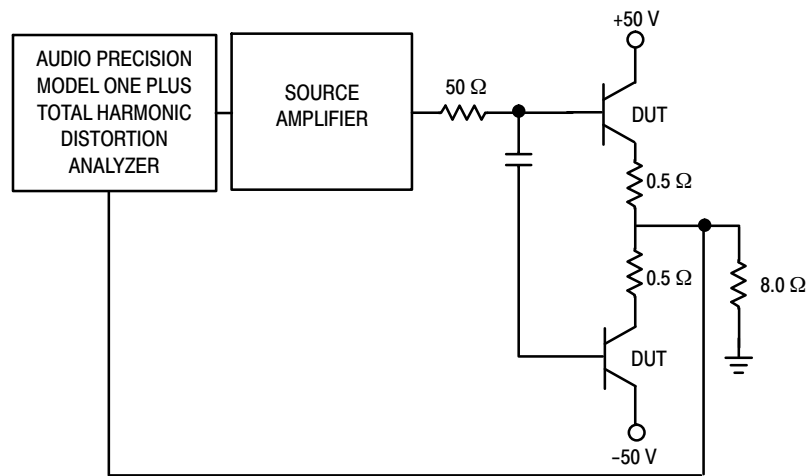 +50 V
AUDIO PRECISION
MODEL ONE PLUS
TOTAL HARMONIC
DISTORTION
ANALYZER
SOURCE
AMPLIFIER
50 Ω
DUT
0.5 Ω
0.5 Ω
8.0 Ω
DUT
–50 V